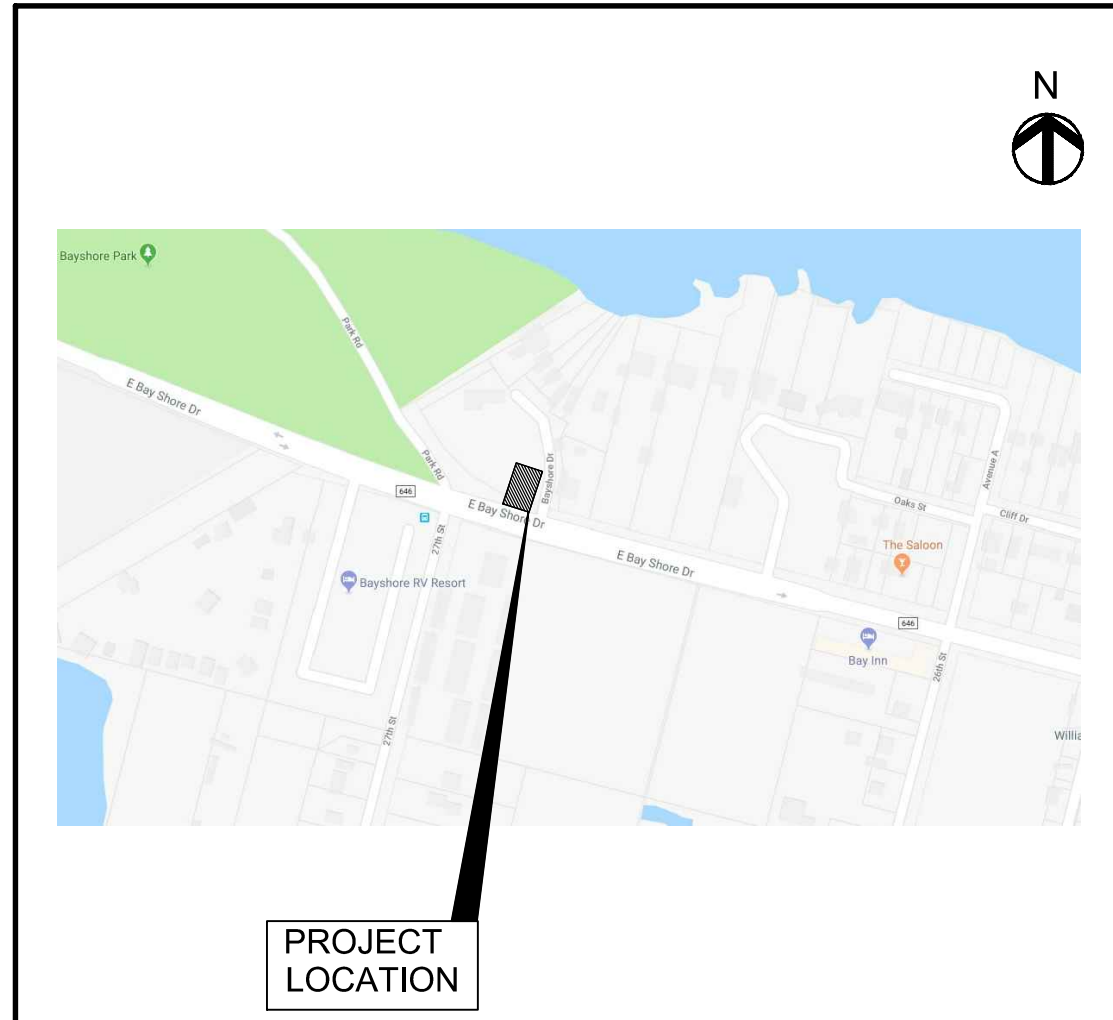 N
Bayshore Park
Park Rd
E Bay Shore Dr
Park Rd
Bayshore Dr
646
E Bay Shore Dr
27th St
Avenue A
Oaks St
Cliff Dr
The Saloon
E Bay Shore Dr
Bayshore RV Resort
646
Bay Inn
26th St
27th St
PROJECT
LOCATION